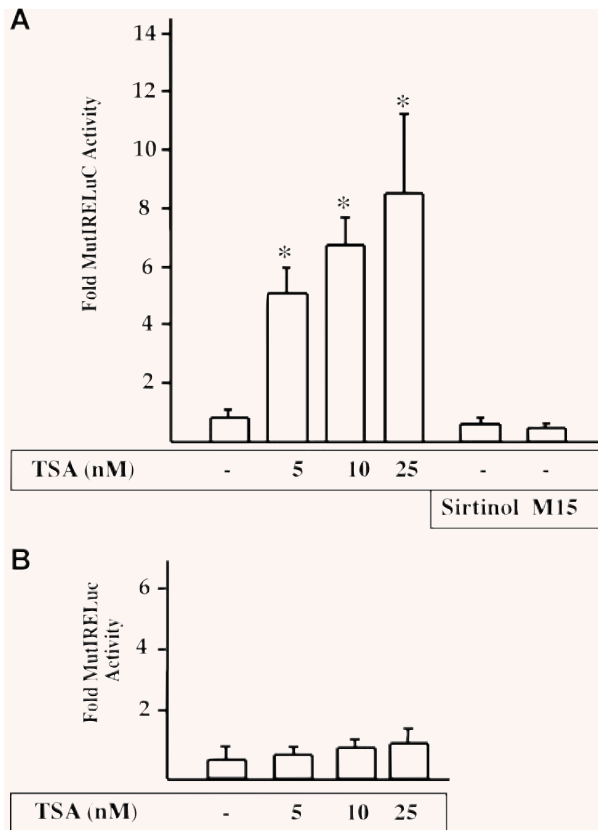 A
14
12
10
8
6
4
2
Fold MutIRELuC Activity
* * *
TSA (nM) - 5 10 25 - -
Sirtinol M15
B
6
4
2
Fold MutIRELuc
Activity
TSA (nM) - 5 10 25